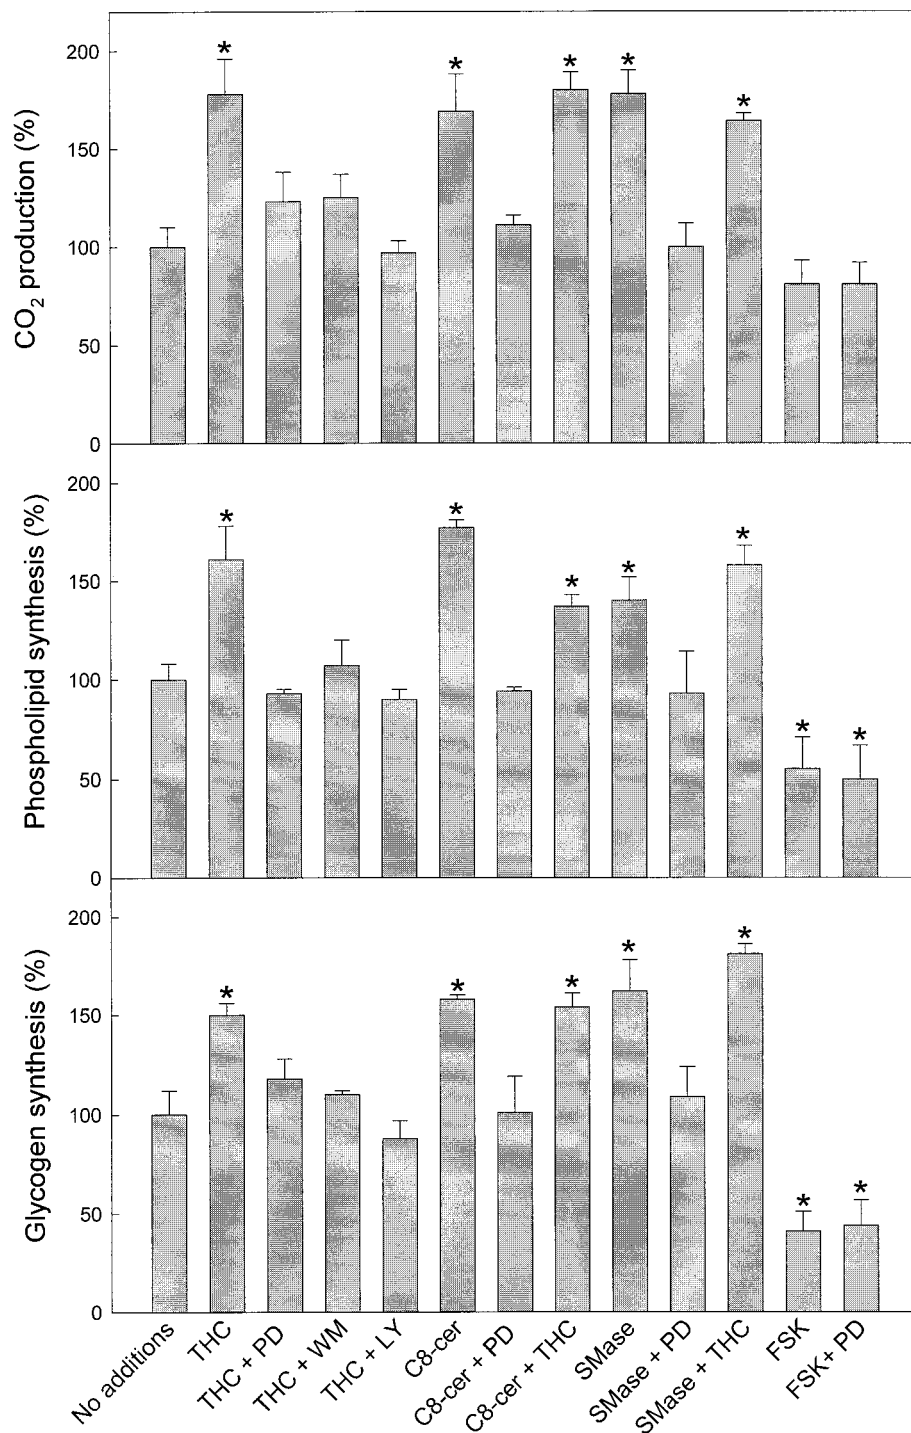 CO2 production (%)
200
150
100
50
0
* * * * *
Phospholipid synthesis (%)
200
150
100
50
0
* * * * * * *
Glycogen synthesis (%)
200
150
100
50
0
* * * * * * *
No additions
THC
THC + PD
THC + WM
THC + LY
C8-cer
C8-cer + PD
C8-cer + THC
SMase
SMase + PD
SMase + THC
FSK
FSK+ PD